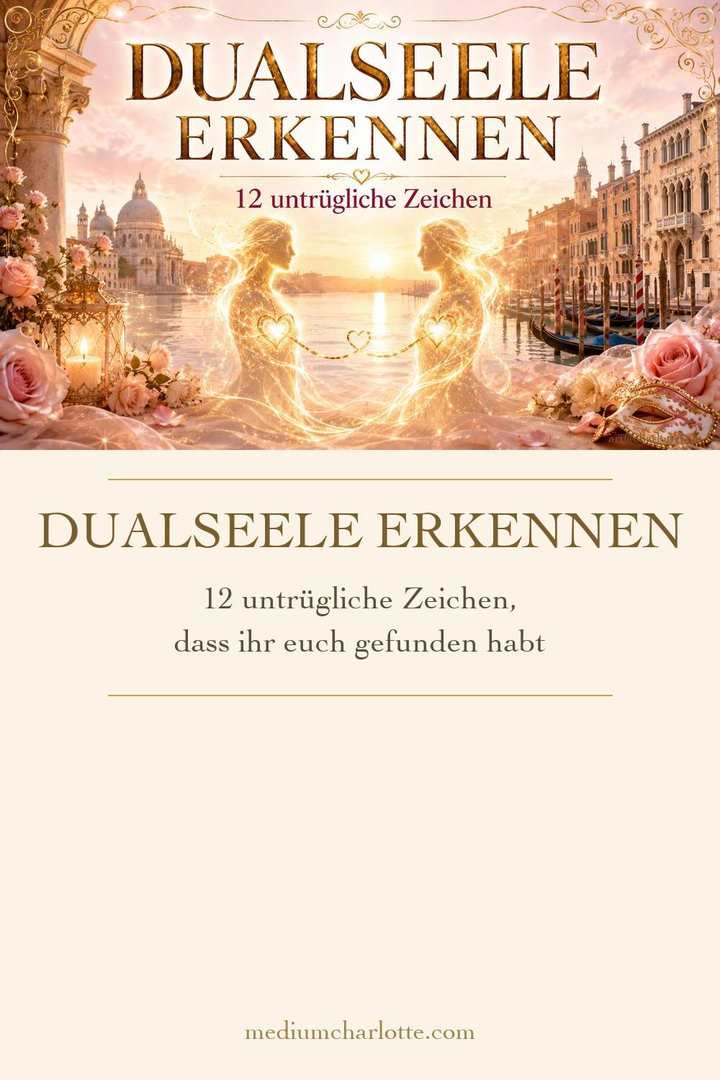 DUALSEELE
ERKENNEN
12 untrügliche Zeichen
DUALSEELE ERKENNEN
12 untrügliche Zeichen,
dass ihr euch gefunden habt
mediumcharlotte.com